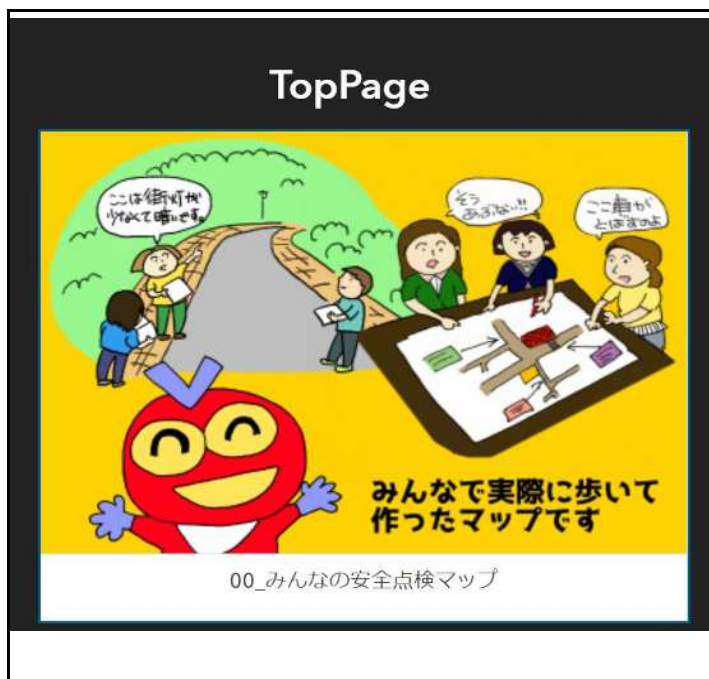 TopPage
ここは街灯が
少なくて暗いです。
そう
あぶない!!
ここ車が
とばすのよ
みんなで実際に歩いて
作ったマップです
00_みんなの安全点検マップ